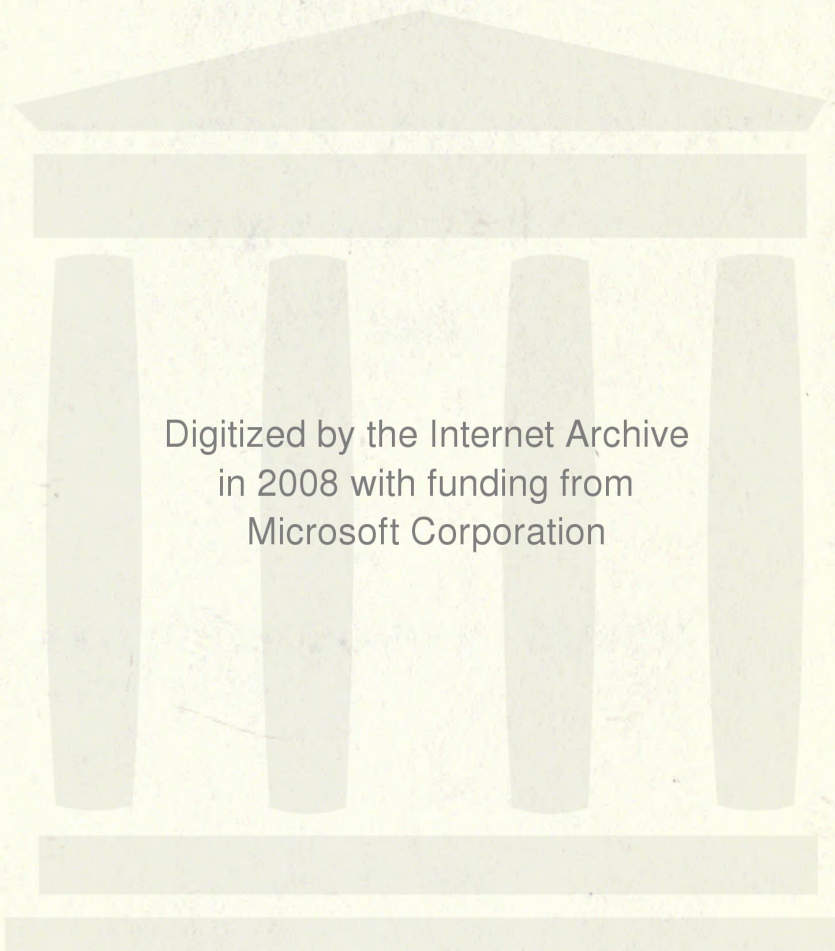 Digitized by the Internet Archive
in 2008 with funding from
Microsoft Corporation